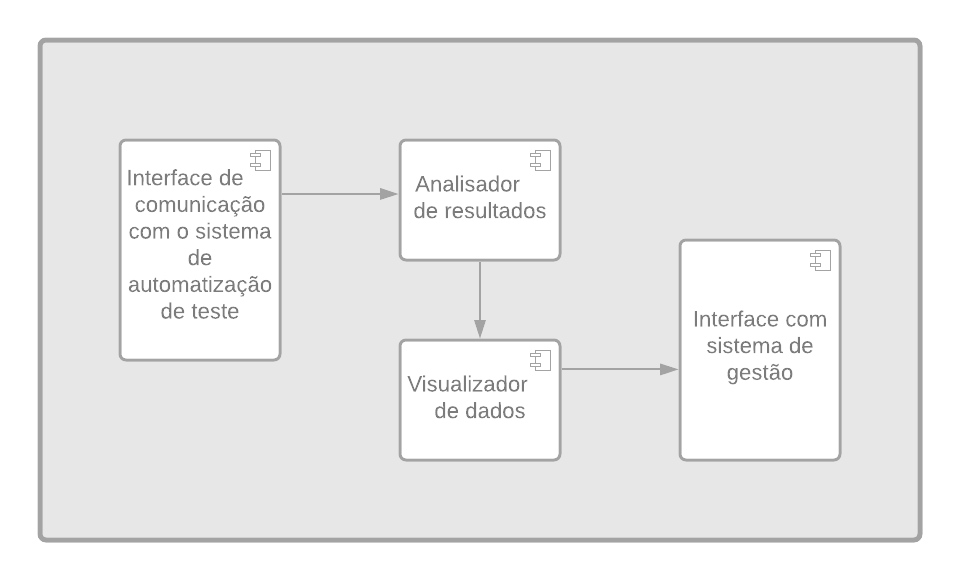 Interface de
comunicação
com o sistema
de
automatização
de teste
Analisador
de resultados
Visualizador
de dados
Interface com
sistema de
gestão